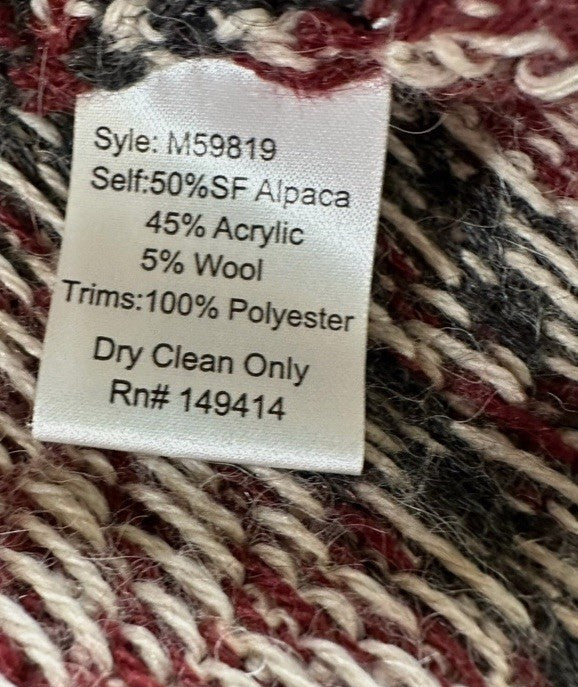 Syle: M59819
Self:50%SF Alpaca
45% Acrylic
5% Wool
Trims:100% Polyester
Dry Clean Only
Rn# 149414